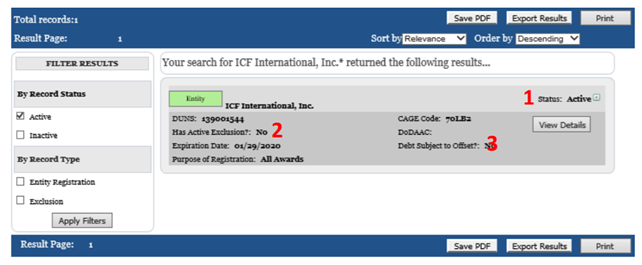 Total records:1
Save PDF Export Results Print
Result Page: 1 Sort by Relevance Order by Descending
FILTER RESULTS
By Record Status
Active
Inactive
By Record Type
Entity Registration
Exclusion
Apply Filters
Your search for ICF International, Inc.* returned the following results...
Entity ICF International, Inc. 1 Status: Active
DUNS: 139001544 CAGE Code: 70LB2 View Details
Has Active Exclusion?: No 2 DoDAAC:
Expiration Date: 01/29/2020 Debt Subject to Offset?: No 3
Purpose of Registration: All Awards
Result Page: 1 Save PDF Export Results Print